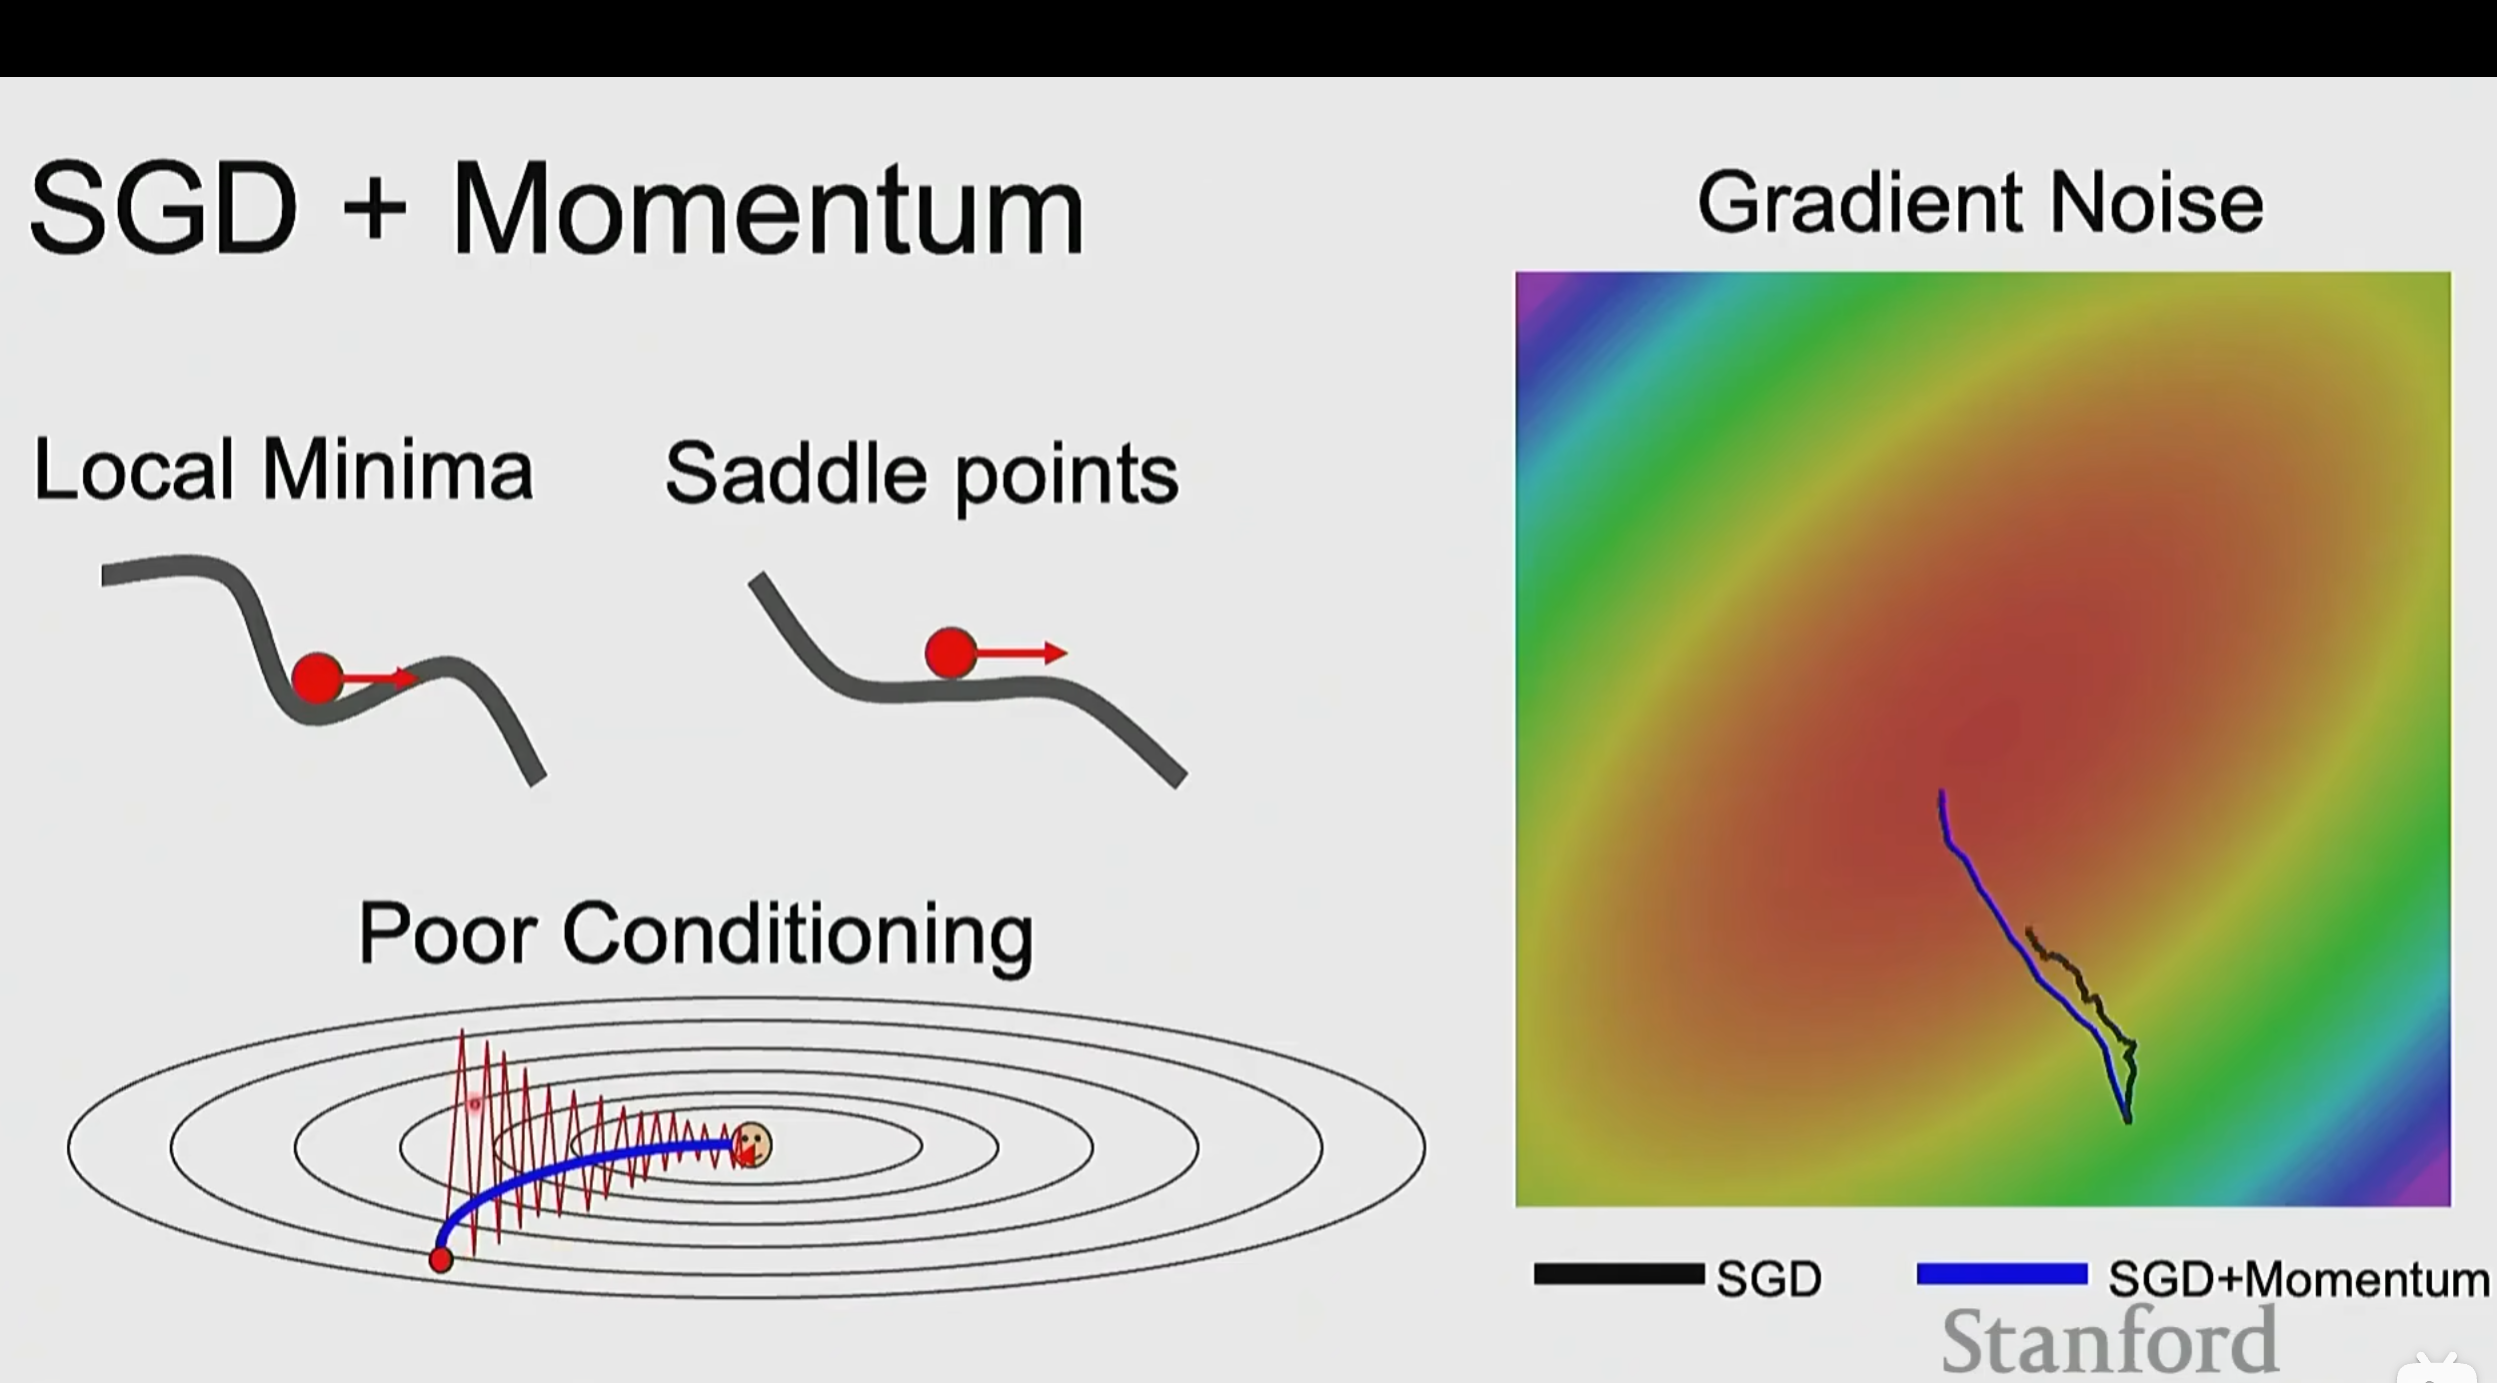 SGD + Momentum
Gradient Noise
Local Minima
Saddle points
Poor Conditioning
SGD
SGD+Momentum
Stanford